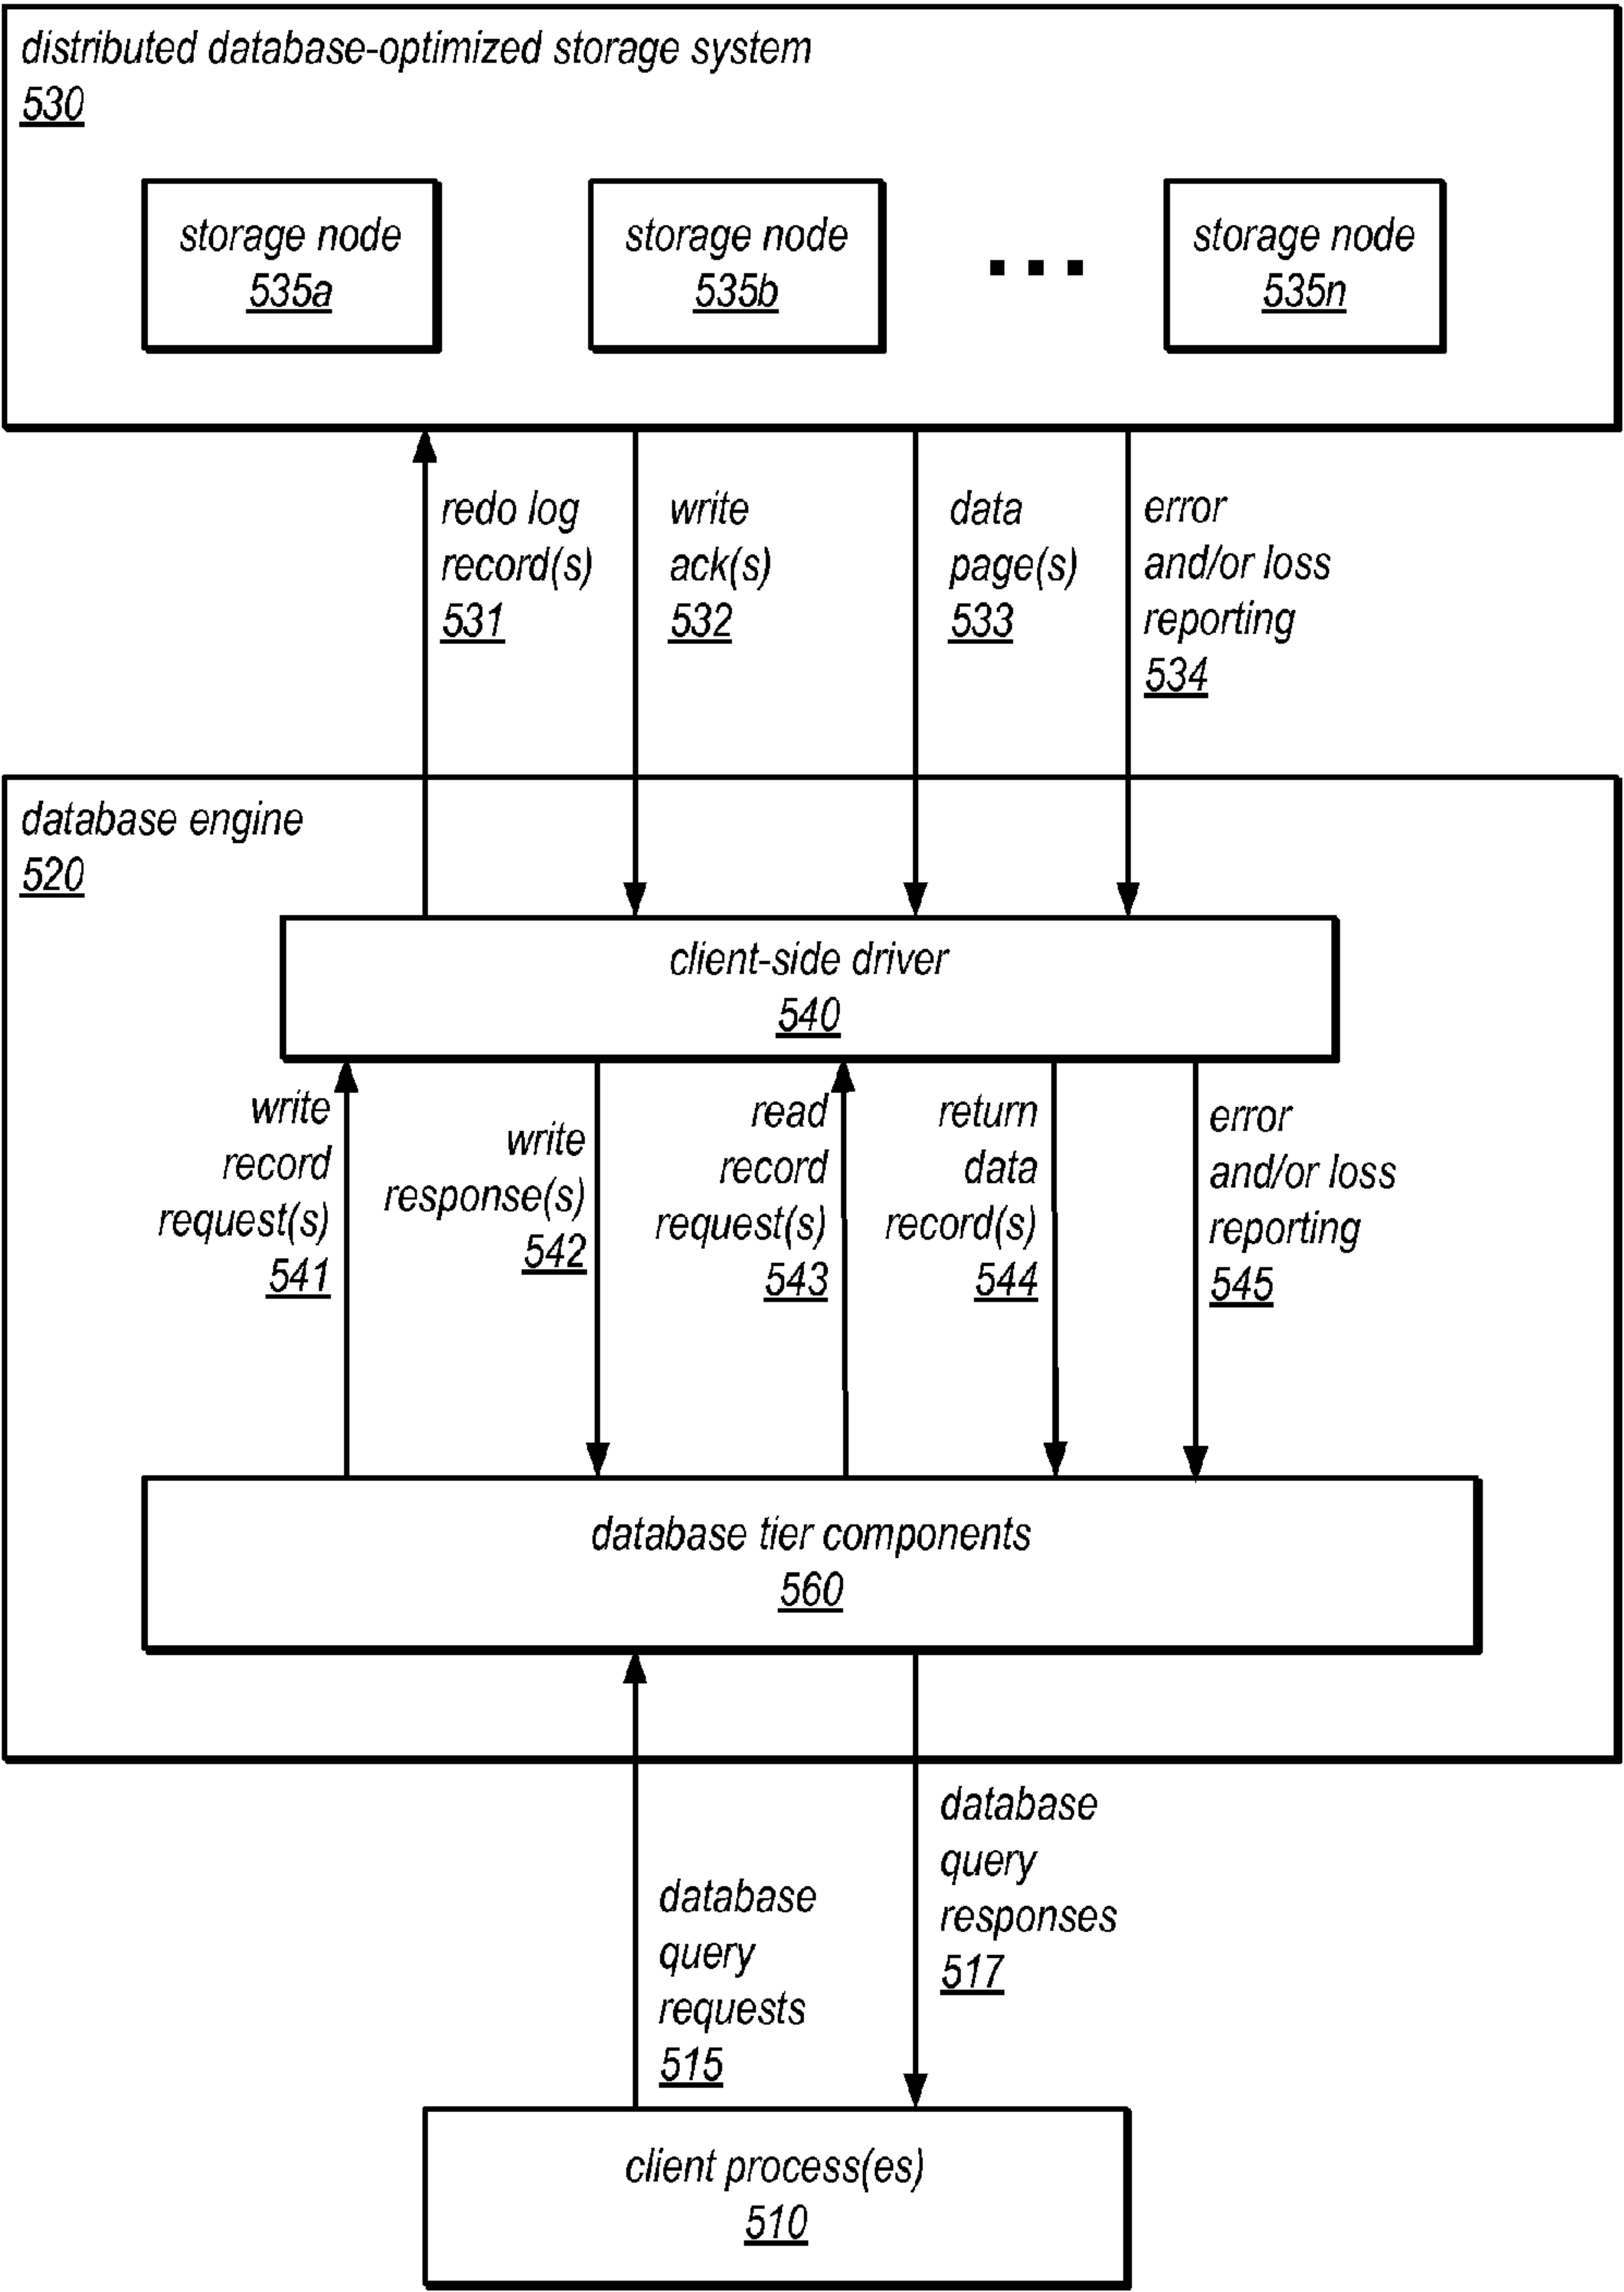 distributed database-optimized storage system
530
storage node
535a
storage node
535b
storage node
535n
redo log
record(s)
531
write
ack(s)
532
data
page(s)
533
error
and/or loss
reporting
534
database engine
520
client-side driver
540
write
record
request(s)
541
write
response(s)
542
read
record
request(s)
543
return
data
record(s)
544
error
and/or loss
reporting
545
database tier components
560
database
query
requests
515
database
query
responses
517
client process(es)
510